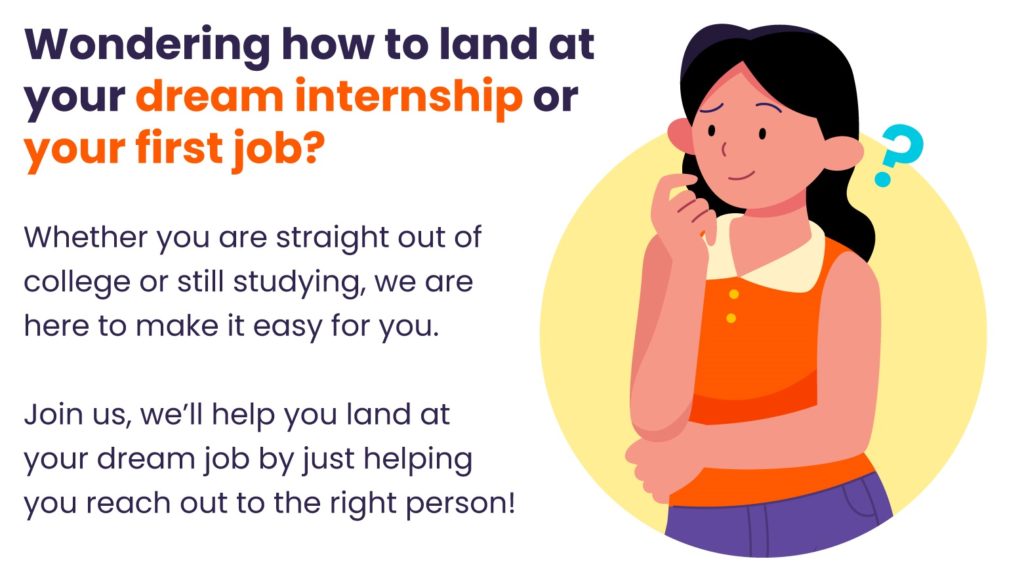 Wondering how to land at
your dream internship or
your first job?
Whether you are straight out of
college or still studying, we are
here to make it easy for you.
Join us, we’ll help you land at
your dream job by just helping
you reach out to the right person!
?